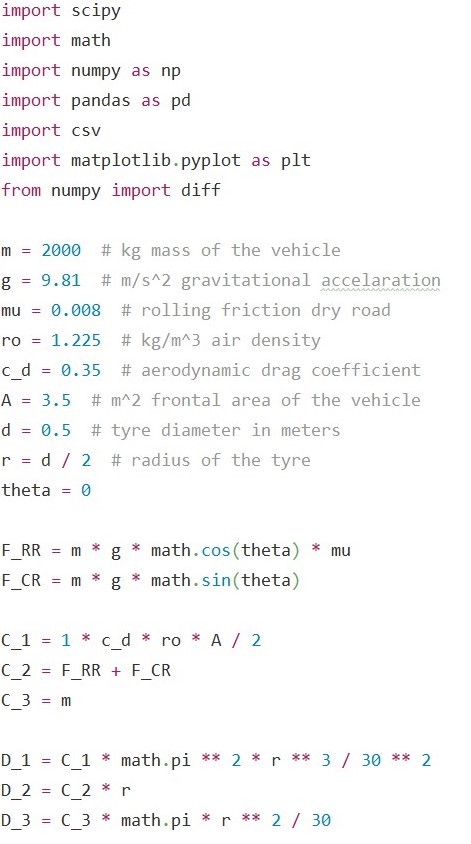 import scipy
import math
import numpy as np
import pandas as pd
import csv
import matplotlib.pyplot as plt
from numpy import diff
m = 2000  # kg mass of the vehicle
g = 9.81  # m/s^2 gravitational accelaration
mu = 0.008  # rolling friction dry road
ro = 1.225  # kg/m^3 air density
c_d = 0.35  # aerodynamic drag coefficient
A = 3.5  # m^2 frontal area of the vehicle
d = 0.5  # tyre diameter in meters
r = d / 2  # radius of the tyre
theta = 0
F_RR = m * g * math.cos(theta) * mu
F_CR = m * g * math.sin(theta)
C_1 = 1 * c_d * ro * A / 2
C_2 = F_RR + F_CR
C_3 = m
D_1 = C_1 * math.pi ** 2 * r ** 3 / 30 ** 2
D_2 = C_2 * r
D_3 = C_3 * math.pi * r ** 2 / 30